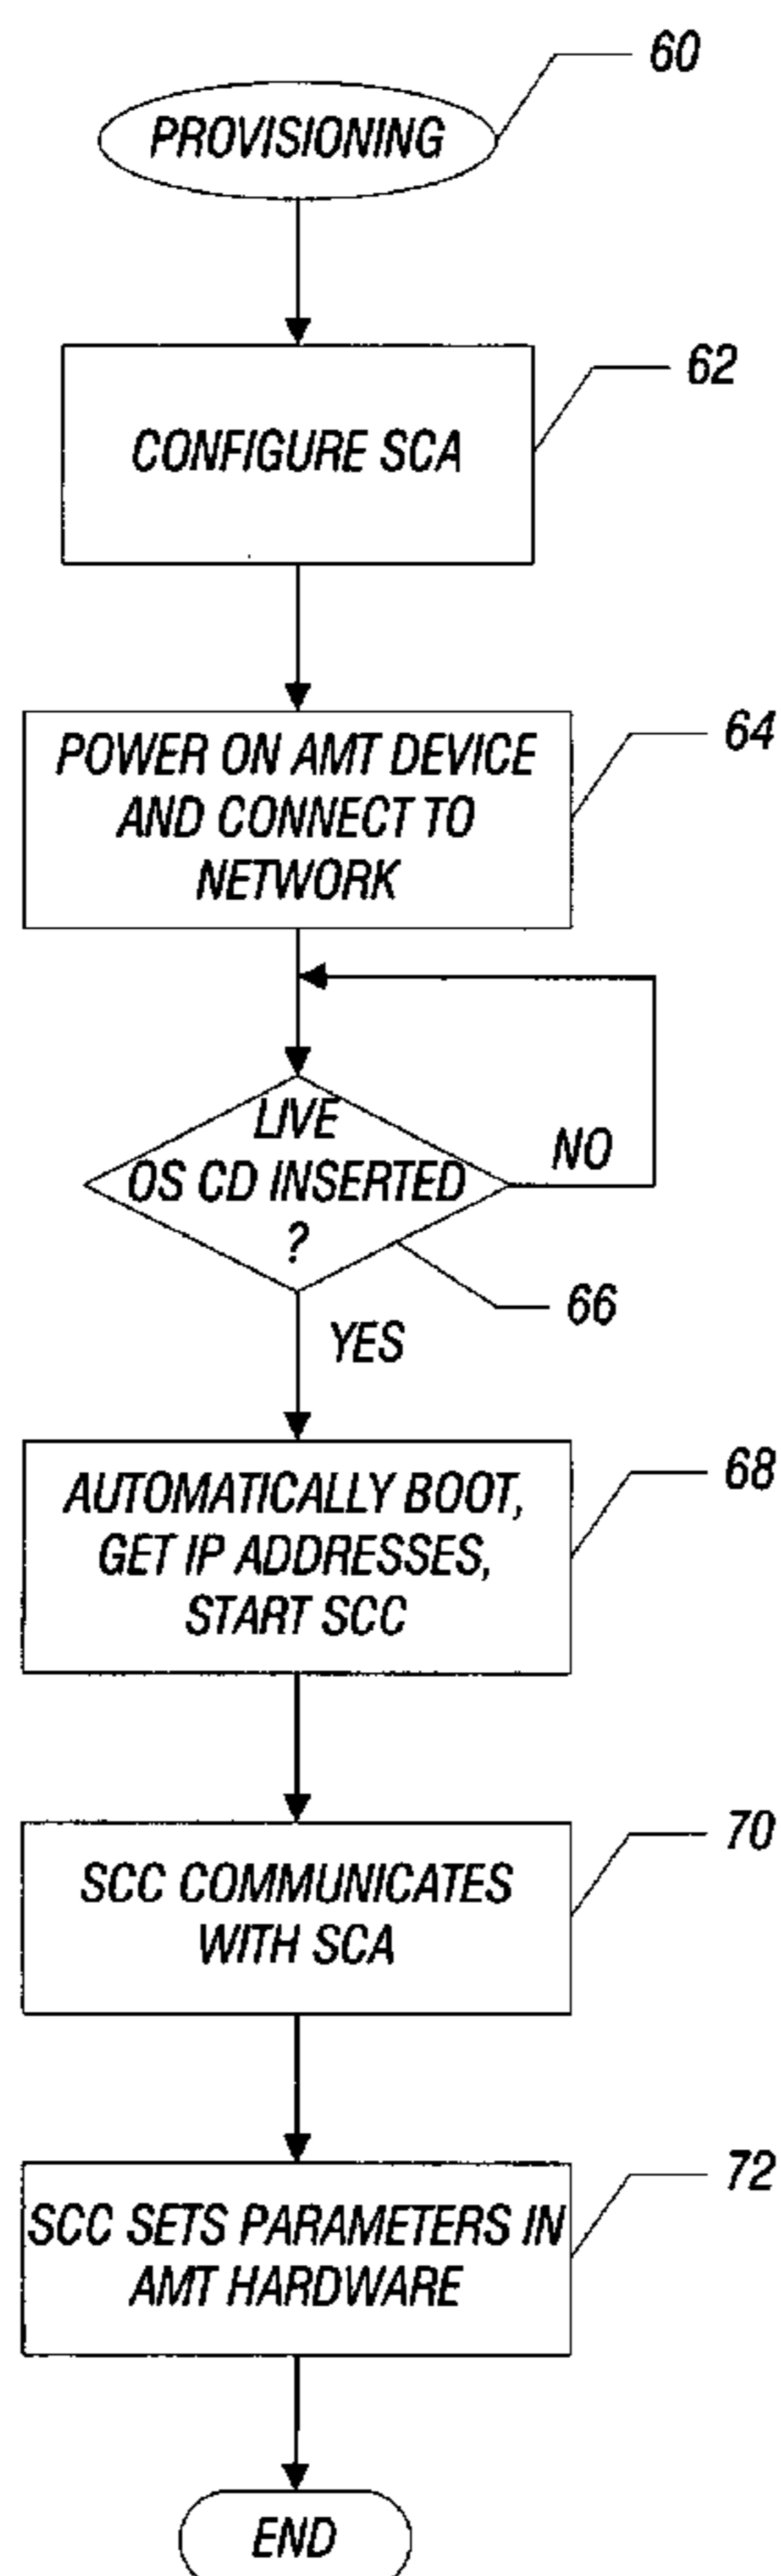 60
PROVISIONING
62
CONFIGURE SCA
64
POWER ON AMT DEVICE
AND CONNECT TO
NETWORK
LIVE
OS CD INSERTED
?
NO
66
YES
68
AUTOMATICALLY BOOT,
GET IP ADDRESSES,
START SCC
70
SCC COMMUNICATES
WITH SCA
72
SCC SETS PARAMETERS IN
AMT HARDWARE
END